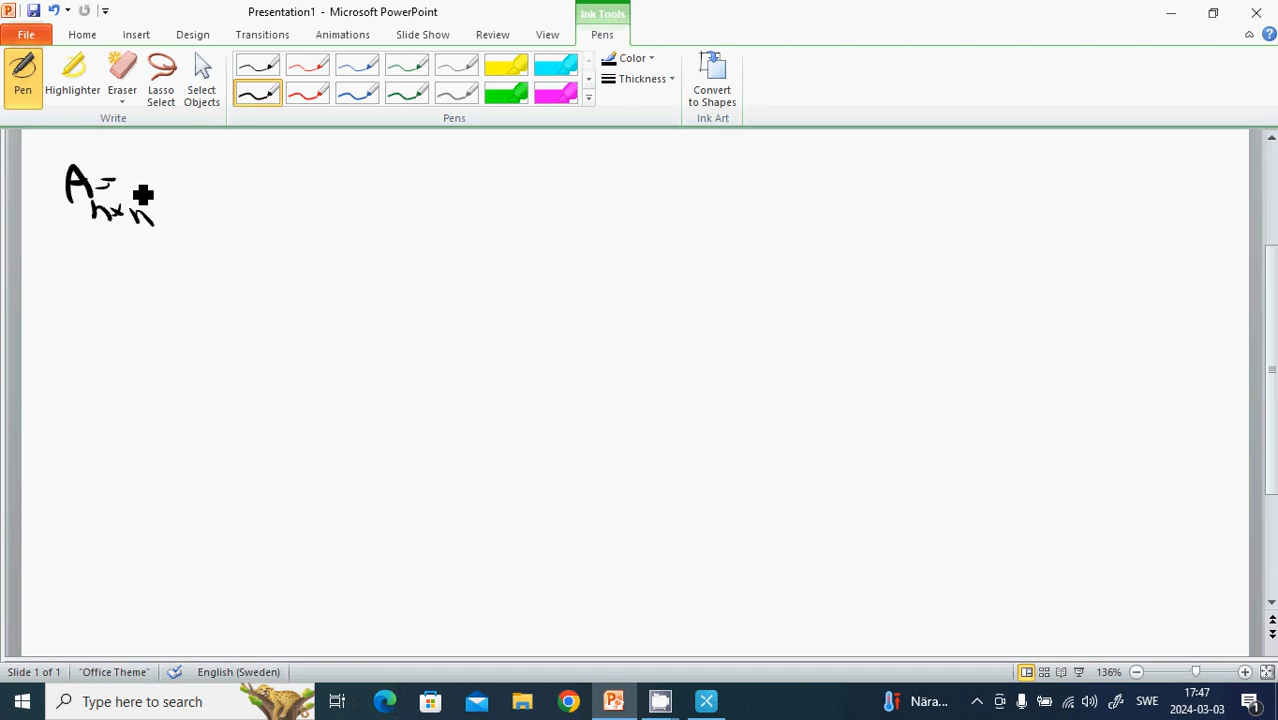 Presentation1 - Microsoft PowerPoint
Ink Tools
File Home Insert Design Transitions Animations Slide Show Review View Pens
Pen Highlighter Eraser Lasso Select Select Objects
Color
Thickness
Convert to Shapes
Write Pens Ink Art
A =
n×n
Slide 1 of 1 "Office Theme" English (Sweden) 136%
Type here to search
Nära... SWE 17:47
2024-03-03